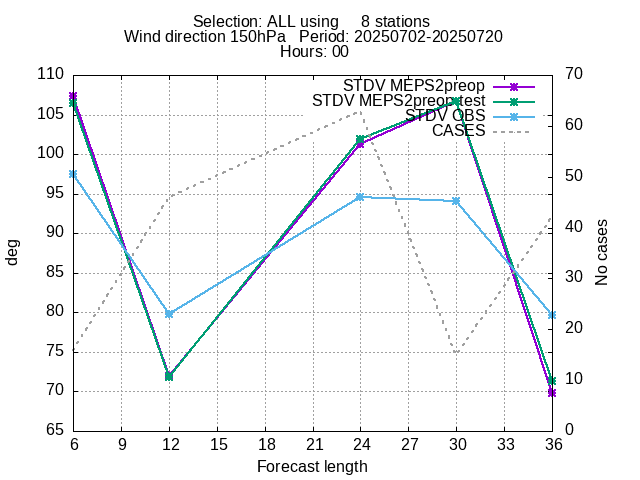 Selection: ALL using     8 stations
Wind direction 150hPa   Period: 20250702-20250720
Hours: 00
STDV MEPS2preop
STDV MEPS2preop_test
STDV OBS
CASES
110
105
100
95
90
85
80
75
70
65
70
60
50
40
30
20
10
0
deg
No cases
6 9 12 15 18 21 24 27 30 33 36
Forecast length